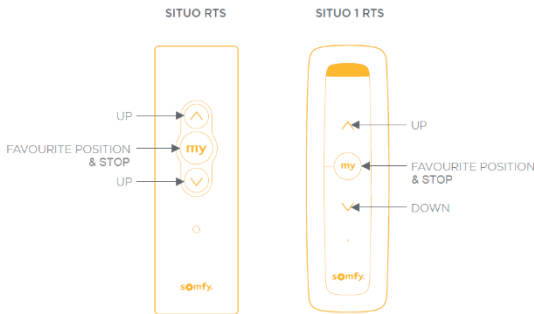 SITUO RTS
UP
my
FAVOURITE POSITION
& STOP
UP
somfy.
SITUO 1 RTS
UP
my
FAVOURITE POSITION
& STOP
DOWN
somfy.